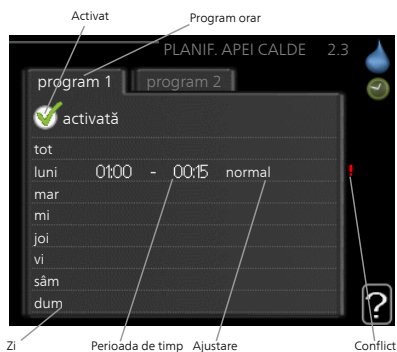 Activat
Program orar
PLANIF. APEI CALDE 2.3
program 1 program 2
activată
tot
luni 01:00 - 00:15 normal
mar
mi
joi
vi
sâm
dum
!
?
Zi Perioada de timp Ajustare Conflict